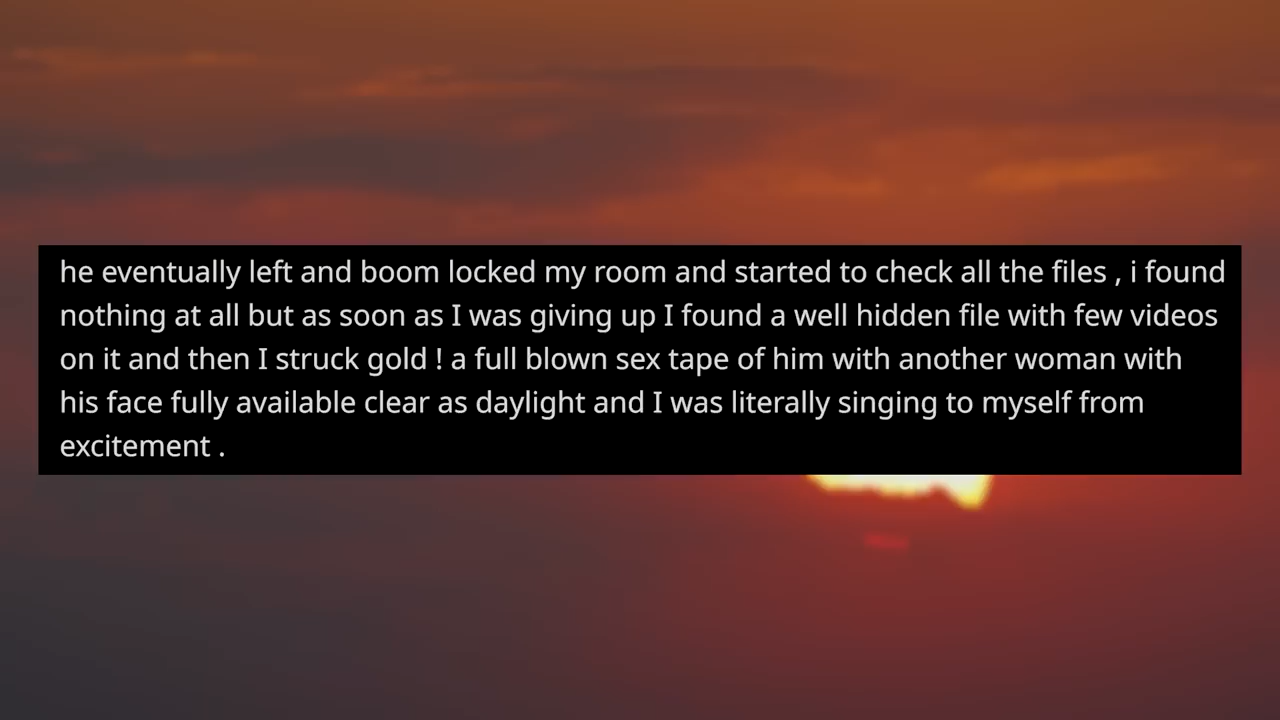 he eventually left and boom locked my room and started to check all the files , i found
nothing at all but as soon as I was giving up I found a well hidden file with few videos
on it and then I struck gold ! a full blown sex tape of him with another woman with
his face fully available clear as daylight and I was literally singing to myself from
excitement .